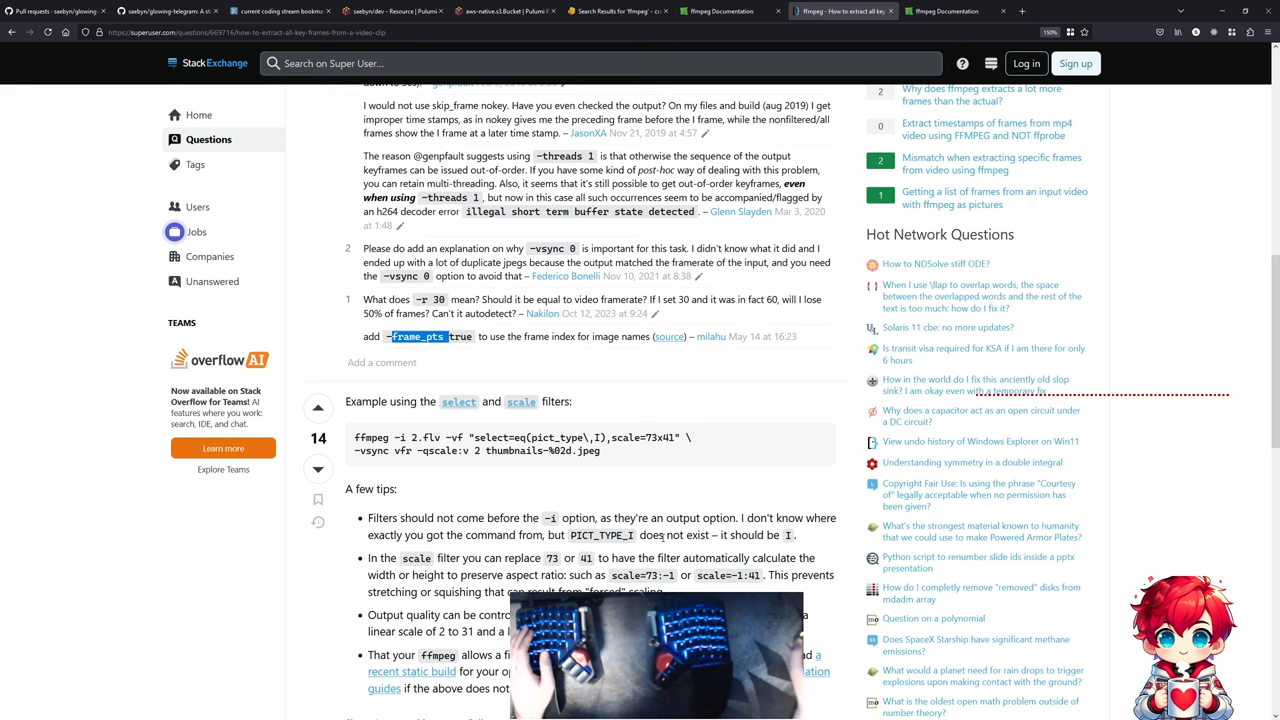 Pull requests · saebyn/glowing-
saebyn/glowing-telegram: A st
current coding stream bookma
saebyn/dev - Resource | Pulumi
aws-native.s3.Bucket | Pulumi R
Search Results for 'ffmpeg' – c
ffmpeg Documentation
ffmpeg - How to extract all key
ffmpeg Documentation
https://superuser.com/questions/669716/how-to-extract-all-key-frames-from-a-video-clip
150%
StackExchange
Search on Super User...
Log in
Sign up
Home
Questions
Tags
Users
Jobs
Companies
Unanswered
TEAMS
overflow AI
Now available on Stack
Overflow for Teams! AI
features where you work:
search, IDE, and chat.
Learn more
Explore Teams
I would not use skip_frame, maybe it worked in the past but? On recent build (aug 2019) I get
improper time stamps, in my case given I find the actual frame before the I frame, while the nonfiltered/all
frames show the I frame at a later time stamp. – JasonXA Nov 21, 2019 at 4:57
The reason @genpfault suggests using -threads 1 is that otherwise the sequence of the output
keyframes can be issued out-of-order. If you have some kind of post-hoc way of dealing with this problem,
you can retain multi-threading. Also, it seems that it's still possible to get out-of-order keyframes, even
when using -threads 1, but now in this case all such occurrences seem to be accompanied/flagged by
an h264 decoder error illegal short term buffer state detected. – Glenn Slayden Mar 3, 2020
at 1:48
2
Please do add an explanation on why -vsync 0 is important for this task. I didn't know what it did and I
ended up with a lot of duplicate jpegs because the output matched the framerate of the input, and you need
the -vsync 0 option to avoid that – Federico Bonelli Nov 10, 2021 at 8:38
1
What does -r 30 mean? Should it be equal to video's framerate? If I set 30 and it was in fact 60, will I lose
50% of frames? Can't it autodetect? – Nakilon Oct 12, 2023 at 5:24
add -frame_pts true to use the frame index for image names (source) – milahu May 14 at 16:23
Add a comment
14
Example using the select and scale filters:
ffmpeg -i 2.flv -vf "select=eq(pict_type\,I),scale=73x41" \
-vsync vfr -qscale:v 2 thumbnails-%02d.jpeg
A few tips:
Filters should not come before the -i option, as they're an output option. I don't know where
exactly you got the command from, but PICT_TYPE_I does not exist – it should be I.
In the scale filter, you can replace 73 or 41 to let the filter automatically calculate the
width or height to preserve aspect ratio: such as scale=73:-1 or scale=-1:41. This prevents
stretching or squishing that can result from "forced" scaling.
Output quality can be con
linear scale of 2 to 31 and a l
That your ffmpeg allows a
d a
recent static build for your op
ation
guides if the above does not
2
Why does ffmpeg extracts a lot more
frames than the actual?
0
Extract timestamps of frames from mp4
video using FFMPEG and NOT ffprobe
2
Mismatch when extracting specific frames
from video using ffmpeg
1
Getting a list of frames from an input video
with ffmpeg as pictures
Hot Network Questions
How to NDSolve stiff ODE?
When I use \llap to overlap words, the space
between the overlapped words and the rest of the
text is too much: how do I fix it?
Solaris 11 cbe: no more updates?
Is transit visa required for KSA if I am there for only
6 hours
How in the world do I fix this anciently old slop
sink? I am okay even with a temporary fix
Why does a capacitor act as an open circuit under
a DC circuit?
View undo history of Windows Explorer on Win11
Understanding symmetry in a double integral
Copyright Fair Use: Is using the phrase "Courtesy
of" legally acceptable when no permission has
been given?
What's the strongest material known to humanity
that we could use to make Powered Armor Plates?
Python script to renumber slide ids inside a pptx
presentation
How do I completly remove "removed" disks from
mdadm array
Question on a polynomial
Does SpaceX Starship have significant methane
emissions?
What would a planet need for rain drops to trigger
explosions upon making contact with the ground?
What is the oldest open math problem outside of
number theory?